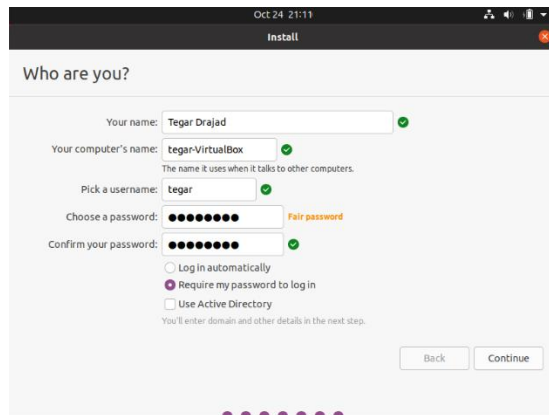 Oct 24 21:11
Install
Who are you?
Your name: Tegar Drajad
Your computer's name: tegar-VirtualBox
The name it uses when it talks to other computers.
Pick a username: tegar
Choose a password: ●●●●●●●● Fair password
Confirm your password: ●●●●●●●●
Log in automatically
Require my password to log in
Use Active Directory
You'll enter domain and other details in the next step.
Back Continue